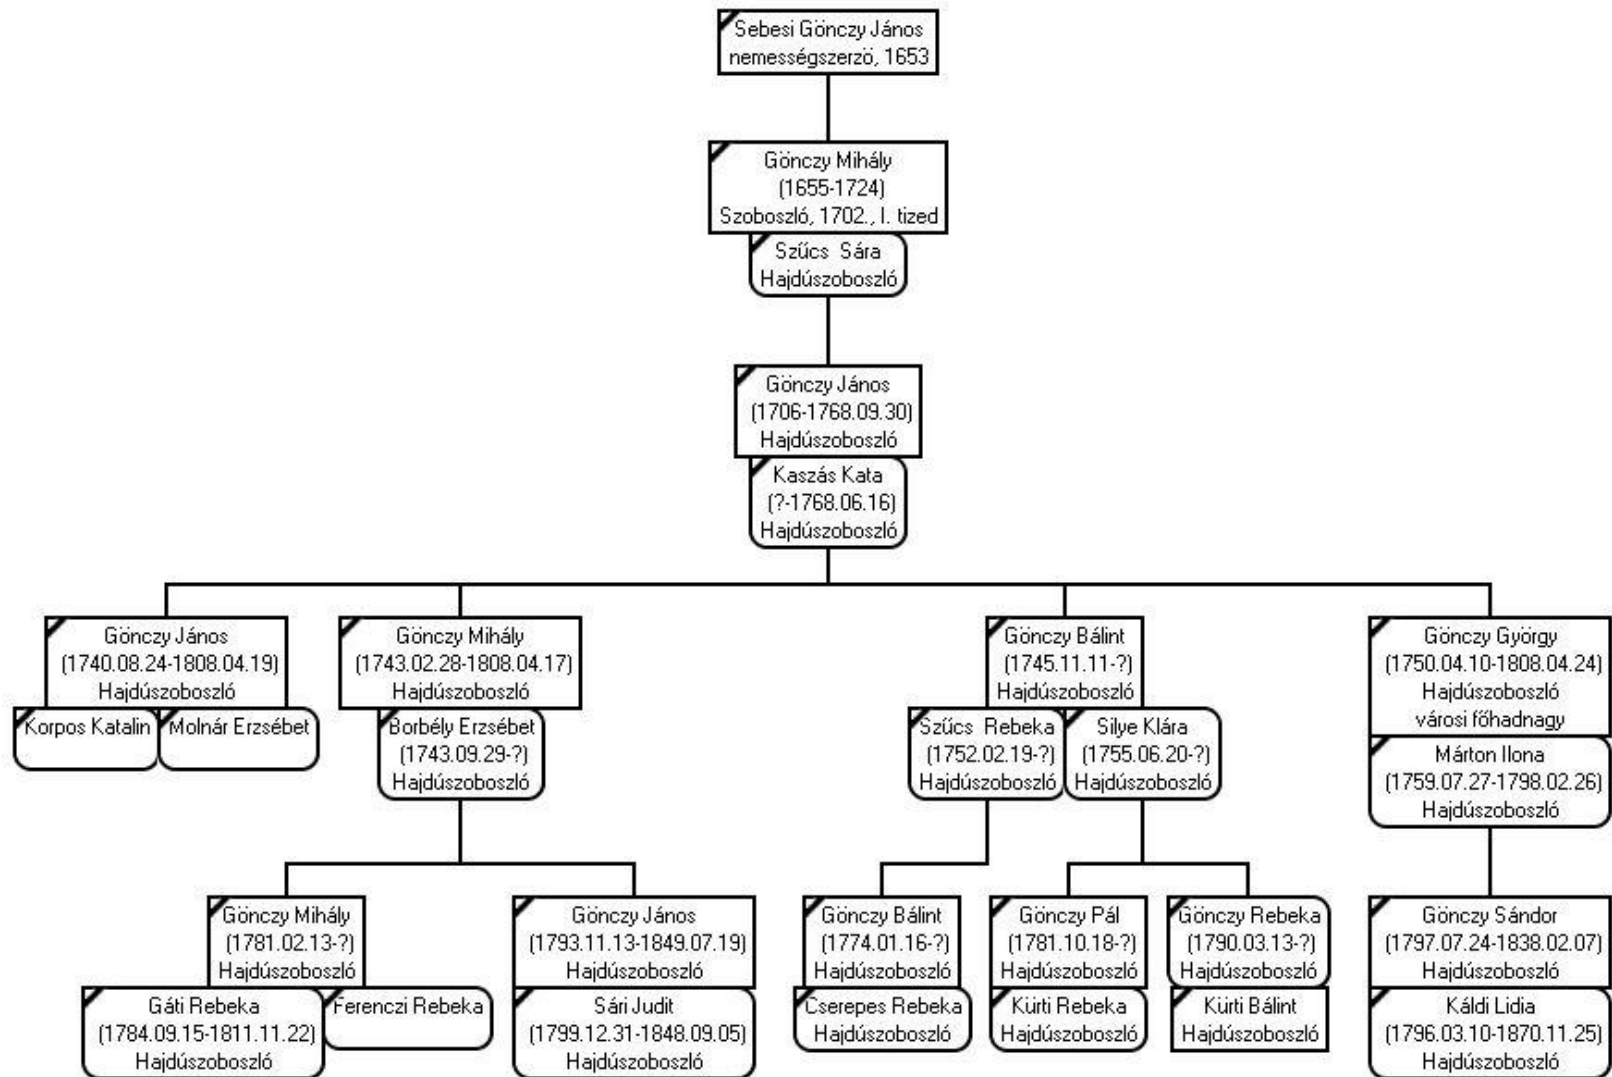 Sebesi Gönczy János
nemességszerzö, 1653
Gönczy Mihály
(1655-1724)
Szoboszló, 1702., I. tized
Szűcs Sára
Hajdúszoboszló
Gönczy János
(1706-1768.09.30)
Hajdúszoboszló
Kaszás Kata
(?-1768.06.16)
Hajdúszoboszló
Gönczy János
(1740.08.24-1808.04.19)
Hajdúszoboszló
Korpos Katalin
Molnár Erzsébet
Gönczy Mihály
(1743.02.28-1808.04.17)
Hajdúszoboszló
Borbély Erzsébet
(1743.09.29-?)
Hajdúszoboszló
Gönczy Bálint
(1745.11.11-?)
Hajdúszoboszló
Szűcs Rebeka
(1752.02.19-?)
Hajdúszoboszló
Silye Klára
(1755.06.20-?)
Hajdúszoboszló
Gönczy György
(1750.04.10-1808.04.24)
Hajdúszoboszló
városi főhadnagy
Márton Ilona
(1759.07.27-1798.02.26)
Hajdúszoboszló
Gönczy Mihály
(1781.02.13-?)
Hajdúszoboszló
Gáti Rebeka
(1784.09.15-1811.11.22)
Hajdúszoboszló
Ferenczi Rebeka
Gönczy János
(1793.11.13-1849.07.19)
Hajdúszoboszló
Sári Judit
(1799.12.31-1848.09.05)
Hajdúszoboszló
Gönczy Bálint
(1774.01.16-?)
Hajdúszoboszló
Cserepes Rebeka
Hajdúszoboszló
Gönczy Pál
(1781.10.18-?)
Hajdúszoboszló
Kürti Rebeka
Hajdúszoboszló
Gönczy Rebeka
(1790.03.13-?)
Hajdúszoboszló
Kürti Bálint
Hajdúszoboszló
Gönczy Sándor
(1797.07.24-1838.02.07)
Hajdúszoboszló
Káldi Lidia
(1796.03.10-1870.11.25)
Hajdúszoboszló